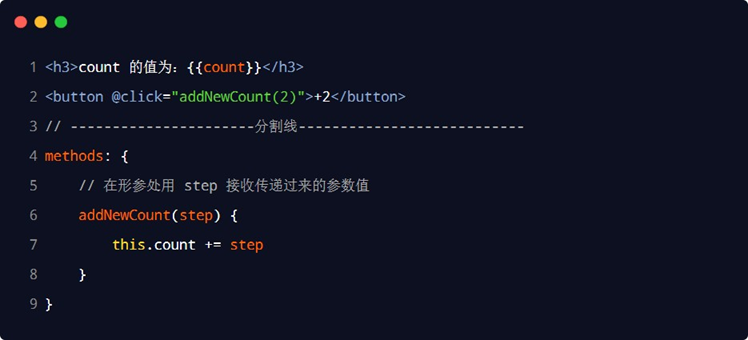 1 <h3>count 的值为：{{count}}</h3>
2 <button @click="addNewCount(2)">+2</button>
3 // ----------------------分割线---------------------------
4 methods: {
5     // 在形参处用 step 接收传递过来的参数值
6     addNewCount(step) {
7         this.count += step
8     }
9 }